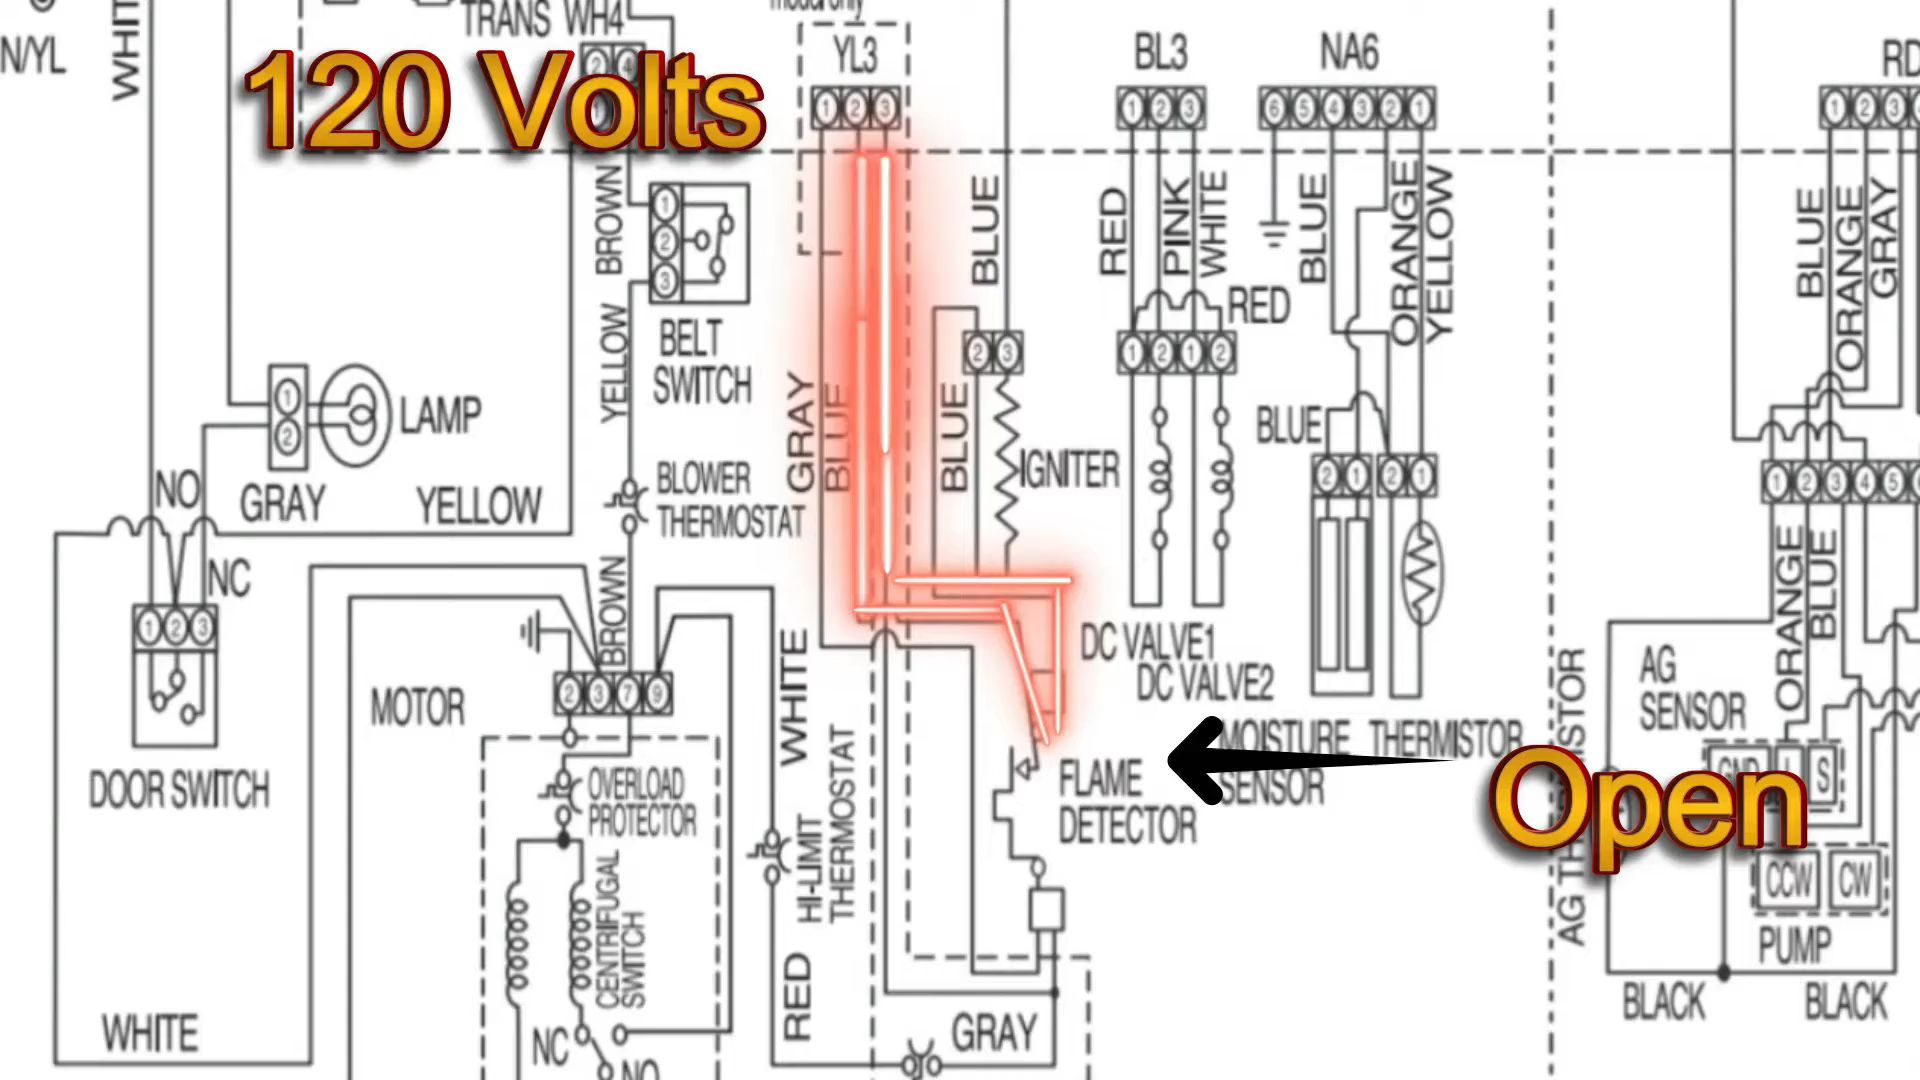 TRANS WH4
N/YL
WHIT
120 Volts
2 4
YL3
1 2 3
BL3
1 2 3
NA6
6 5 4 3 2 1
RD
1 2 3
BROWN
1
2
3
BELT
SWITCH
YELLOW
BLUE
RED
PINK
WHITE
RED
BLUE
ORANGE
YELLOW
BLUE
ORANGE
GRAY
2 3
1 2 1 2
1
2
LAMP
GRAY
BLUE
BLUE
IGNITER
BLUE
2 1 2 1
1 2 3 4 5
NO
GRAY
YELLOW
BLOWER
THERMOSTAT
NC
1 2 3
BROWN
ORANGE
BLUE
MOTOR
2 3 7 9
WHITE
DC VALVE1
DC VALVE2
AG
SENSOR
DOOR SWITCH
OVERLOAD
PROTECTOR
HI-LIMIT
THERMOSTAT
FLAME
DETECTOR
MOISTURE
SENSOR
THERMISTOR
Open
S
CCW CW
PUMP
CENTRIFUGAL
SWITCH
RED
GRAY
BLACK BLACK
WHITE
NC
NO